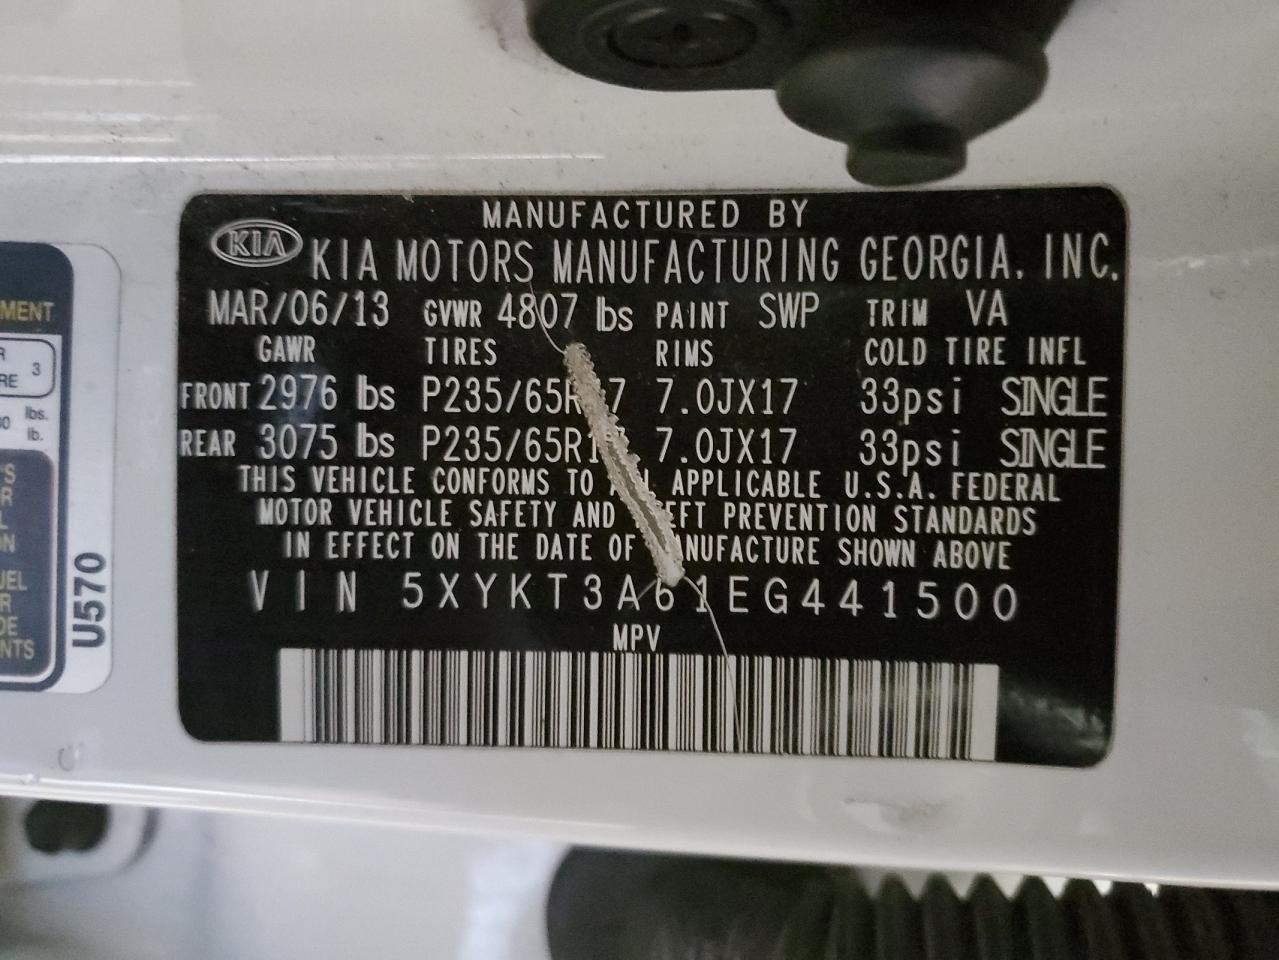 MANUFACTURED BY
KIA
KIA MOTORS MANUFACTURING GEORGIA, INC.
MAR/06/13 GVWR 4807 lbs PAINT SWP TRIM VA
GAWR TIRES RIMS COLD TIRE INFL
FRONT 2976 lbs 7.0JX17 33psi SINGLE
REAR 3075 lbs 7.0JX17 33psi SINGLE
THIS VEHICLE CONFORMS TO APPLICABLE U.S.A. FEDERAL
MOTOR VEHICLE SAFETY AND PREVENTION STANDARDS
IN EFFECT ON THE DATE OF SHOWN ABOVE
VIN 5XYKT3A61EG441500
MPV
U570
3
lbs.
lb.